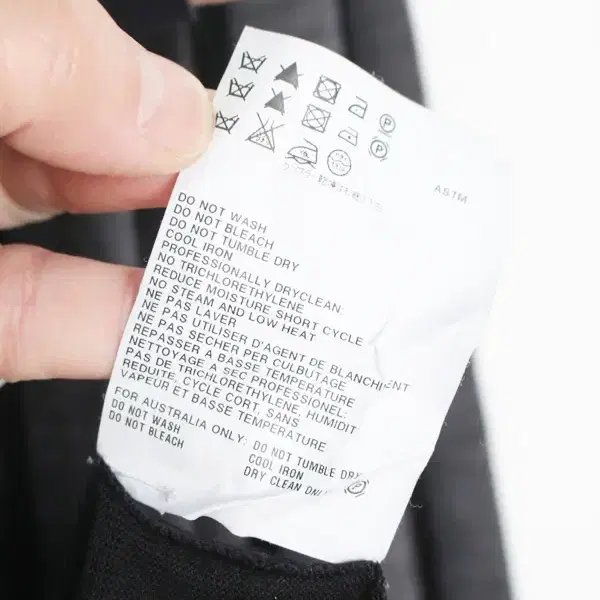 P
P
ASTM
DO NOT WASH
DO NOT BLEACH
DO NOT TUMBLE DRY
COOL IRON
PROFESSIONALLY DRYCLEAN:
NO TRICHLORETHYLENE
REDUCE MOISTURE SHORT CYCLE
NO STEAM AND LOW HEAT
NE PAS LAVER
NE PAS UTILISER D'AGENT DE BLANCHIENT
NE PAS SECHER PER CULBUTAGE
REPASSER A BASSE TEMPERATURE
NETTOYAGE A SEC PROFESSIONEL:
PAS DE TRICHLORETHYLENE, HUMIDIT
REDUITE, CYCLE CORT, SANS
VAPEUR ET BASSE TEMPERATURE
FOR AUSTRALIA ONLY:
DO NOT WASH
DO NOT BLEACH
DO NOT TUMBLE DRY
COOL IRON
DRY CLEAN ONLY
P